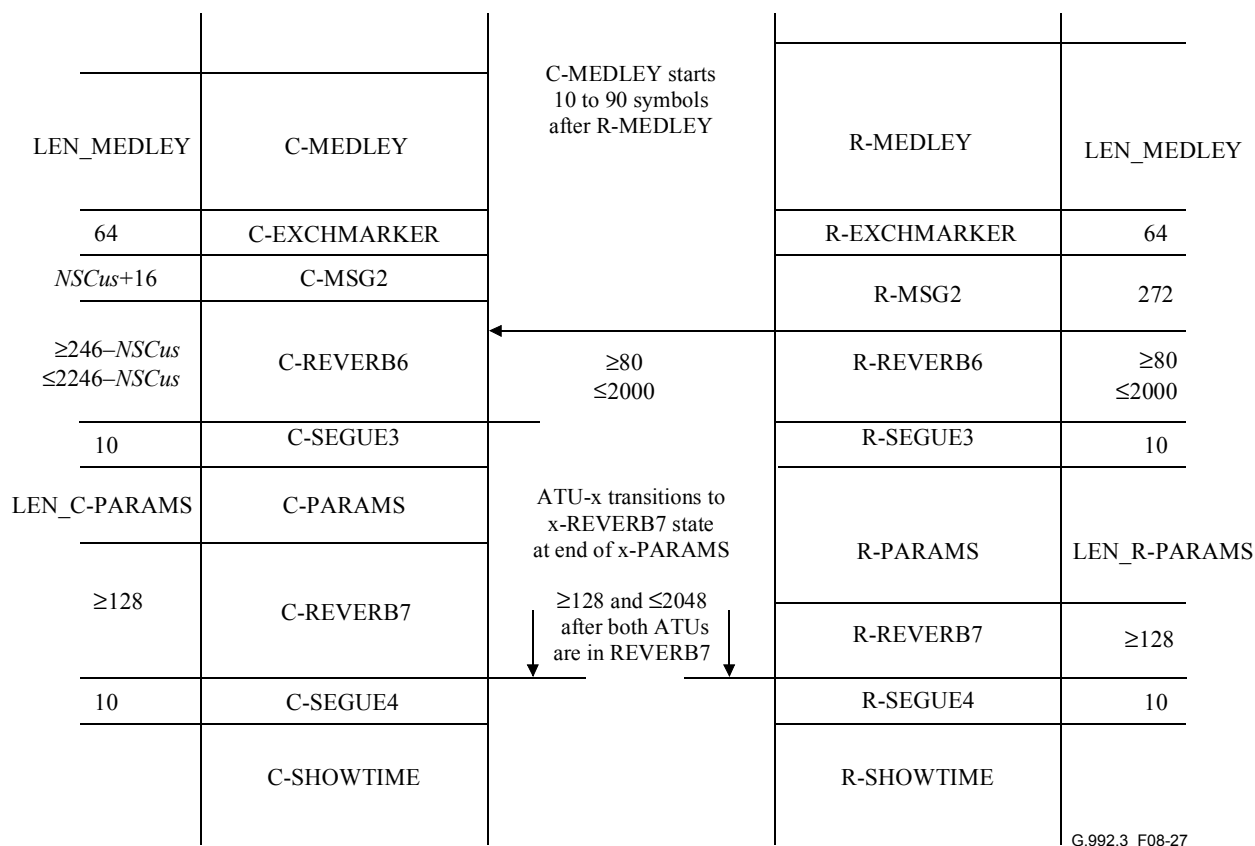 C-MEDLEY starts
10 to 90 symbols
after R-MEDLEY
LEN_MEDLEY
C-MEDLEY
R-MEDLEY
LEN_MEDLEY
64
C-EXCHMARKER
R-EXCHMARKER
64
NSCus+16
C-MSG2
R-MSG2
272
≥246–NSCus
≤2246–NSCus
C-REVERB6
≥80
≤2000
R-REVERB6
≥80
≤2000
10
C-SEGUE3
R-SEGUE3
10
LEN_C-PARAMS
C-PARAMS
ATU-x transitions to
x-REVERB7 state
at end of x-PARAMS
R-PARAMS
LEN_R-PARAMS
≥128
C-REVERB7
≥128 and ≤2048
after both ATUs
are in REVERB7
R-REVERB7
≥128
10
C-SEGUE4
R-SEGUE4
10
C-SHOWTIME
R-SHOWTIME
G.992.3_F08-27